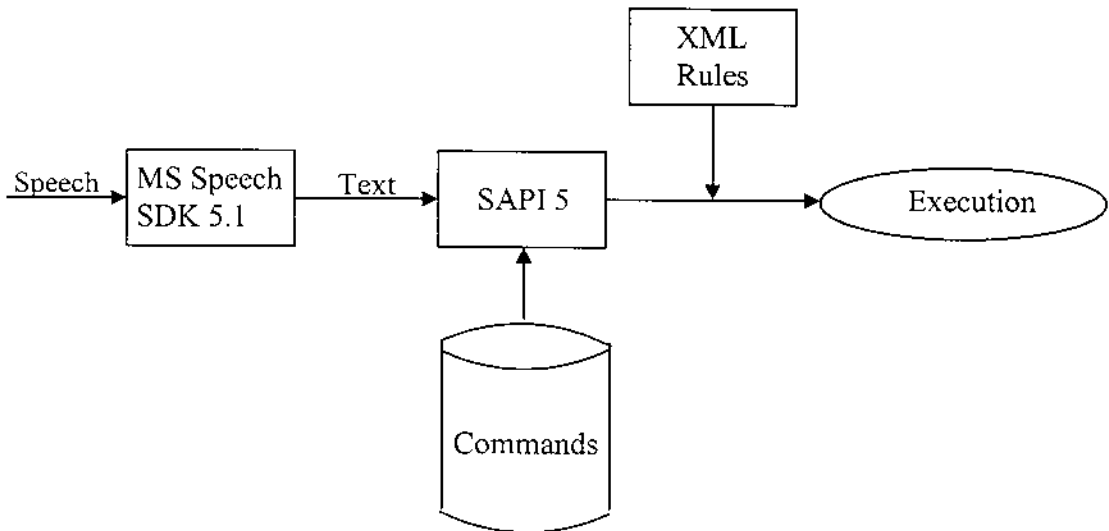 XML
Rules
Speech
MS Speech
SDK 5.1
Text
SAPI 5
Execution
Commands